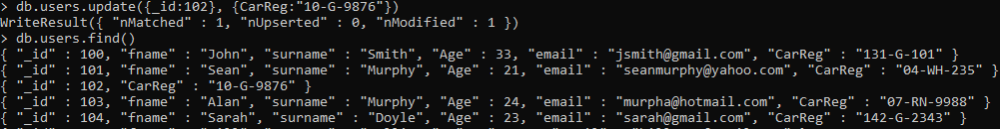 > db.users.update({_id:102}, {CarReg:"10-G-9876"})
WriteResult({ "nMatched" : 1, "nUpserted" : 0, "nModified" : 1 })
> db.users.find()
{ "_id" : 100, "fname" : "John", "surname" : "Smith", "Age" : 33, "email" : "jsmith@gmail.com", "CarReg" : "131-G-101" }
{ "_id" : 101, "fname" : "Sean", "surname" : "Murphy", "Age" : 21, "email" : "seanmurphy@yahoo.com", "CarReg" : "04-WH-235" }
{ "_id" : 102, "CarReg" : "10-G-9876" }
{ "_id" : 103, "fname" : "Alan", "surname" : "Murphy", "Age" : 24, "email" : "murpha@hotmail.com", "CarReg" : "07-RN-9988" }
{ "_id" : 104, "fname" : "Sarah", "surname" : "Doyle", "Age" : 23, "email" : "sarah@gmail.com", "CarReg" : "142-G-2343" }